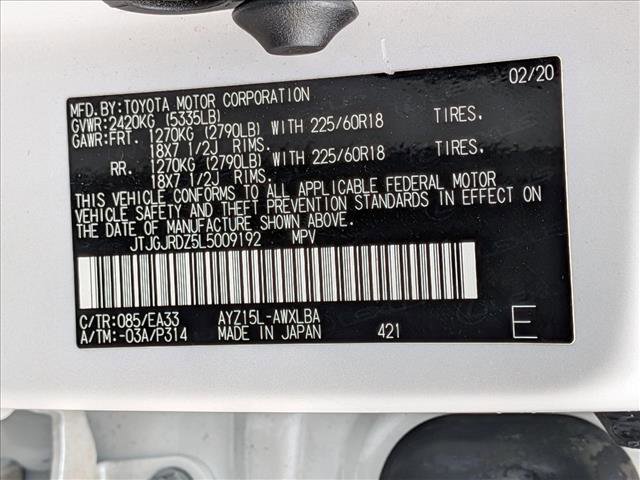 02/20
MFD.BY:TOYOTA MOTOR CORPORATION
GVWR:2420KG (5335LB)
GAWR:FRT. 1270KG (2790LB) WITH 225/60R18 TIRES.
18X7 1/2J RIMS.
RR. 1270KG (2790LB) WITH 225/60R18 TIRES.
18X7 1/2J RIMS.
THIS VEHICLE CONFORMS TO ALL APPLICABLE FEDERAL MOTOR
VEHICLE SAFETY AND THEFT PREVENTION STANDARDS IN EFFECT ON
THE DATE OF MANUFACTURE SHOWN ABOVE.
JTJGJRDZ5L5009192 MPV
C/TR:085/EA33 AYZ15L-AWXLBA
A/TM:-03A/P314 MADE IN JAPAN 421 E